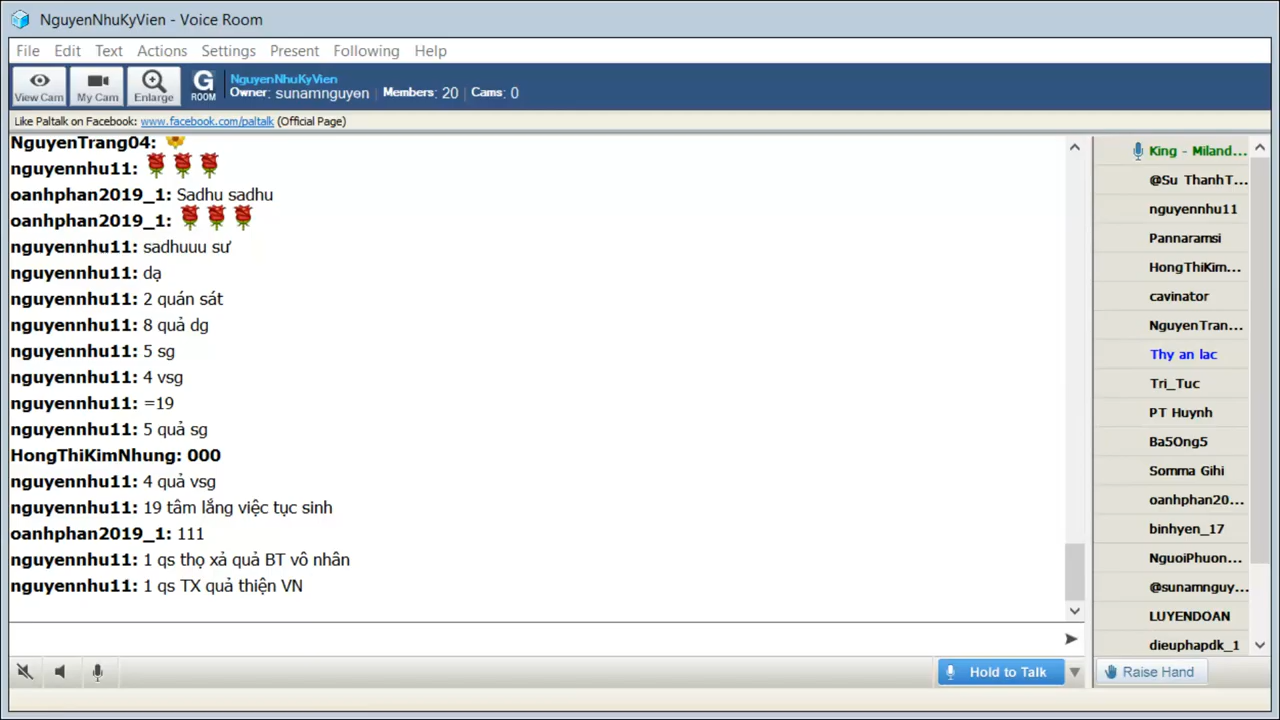 NguyenNhuKyVien - Voice Room
File Edit Text Actions Settings Present Following Help
View Cam My Cam Enlarge G ROOM
NguyenNhuKyVien
Owner: sunamnguyen | Members: 20 | Cams: 0
Like Paltalk on Facebook: www.facebook.com/paltalk (Official Page)
NguyenTrang04:
nguyennhu11:
oanhphan2019_1: Sadhu sadhu
oanhphan2019_1:
nguyennhu11: sadhuuu sư
nguyennhu11: dạ
nguyennhu11: 2 quán sát
nguyennhu11: 8 quả dg
nguyennhu11: 5 sg
nguyennhu11: 4 vsg
nguyennhu11: =19
nguyennhu11: 5 quả sg
HongThiKimNhung: 000
nguyennhu11: 4 quả vsg
nguyennhu11: 19 tâm lắng việc tục sinh
oanhphan2019_1: 111
nguyennhu11: 1 qs thọ xả quả BT vô nhân
nguyennhu11: 1 qs TX quả thiện VN
King - Miland...
@Su ThanhT...
nguyennhu11
Pannaramsi
HongThiKim...
cavinator
NguyenTran...
Thy an lac
Tri_Tuc
PT Huynh
Ba5Ong5
Somma Gihi
oanhphan20...
binhyen_17
NguoiPhuon...
@sunamnguy...
LUYENDOAN
dieuphapdk_1
Hold to Talk
Raise Hand